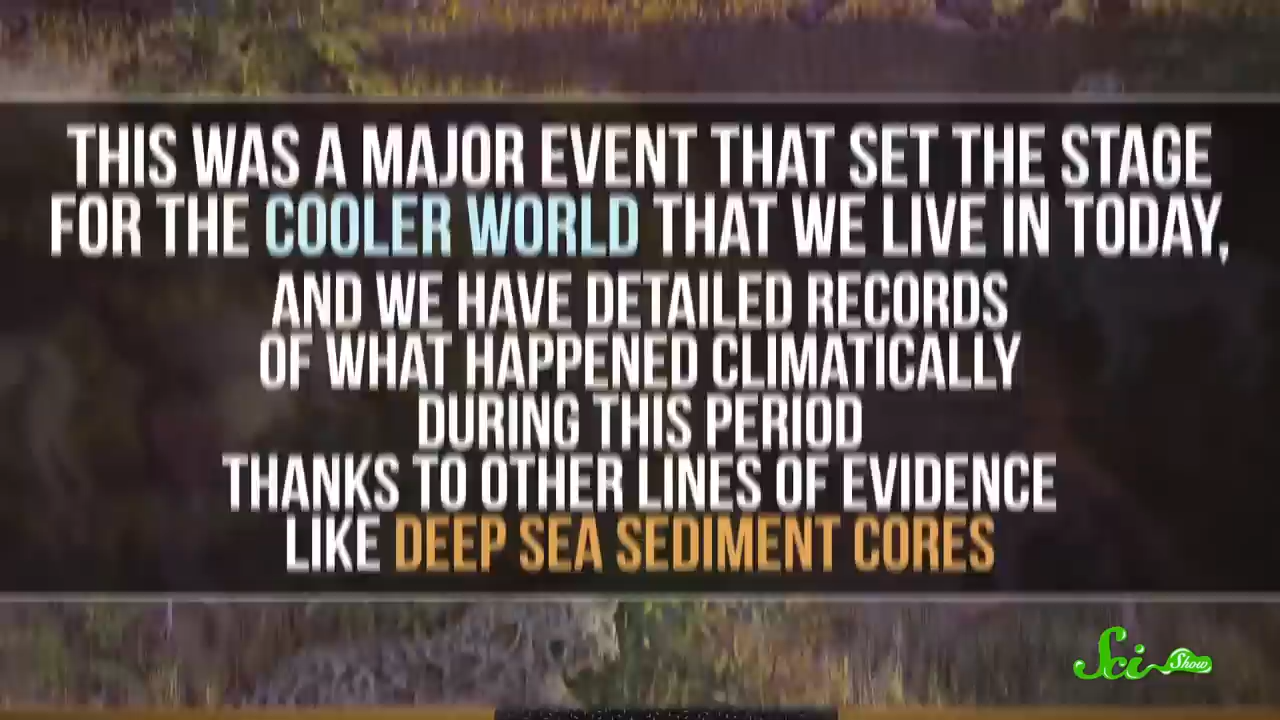 THIS WAS A MAJOR EVENT THAT SET THE STAGE
FOR THE COOLER WORLD THAT WE LIVE IN TODAY,
AND WE HAVE DETAILED RECORDS
OF WHAT HAPPENED CLIMATICALLY
DURING THIS PERIOD
THANKS TO OTHER LINES OF EVIDENCE
LIKE DEEP SEA SEDIMENT CORES
Sci Show